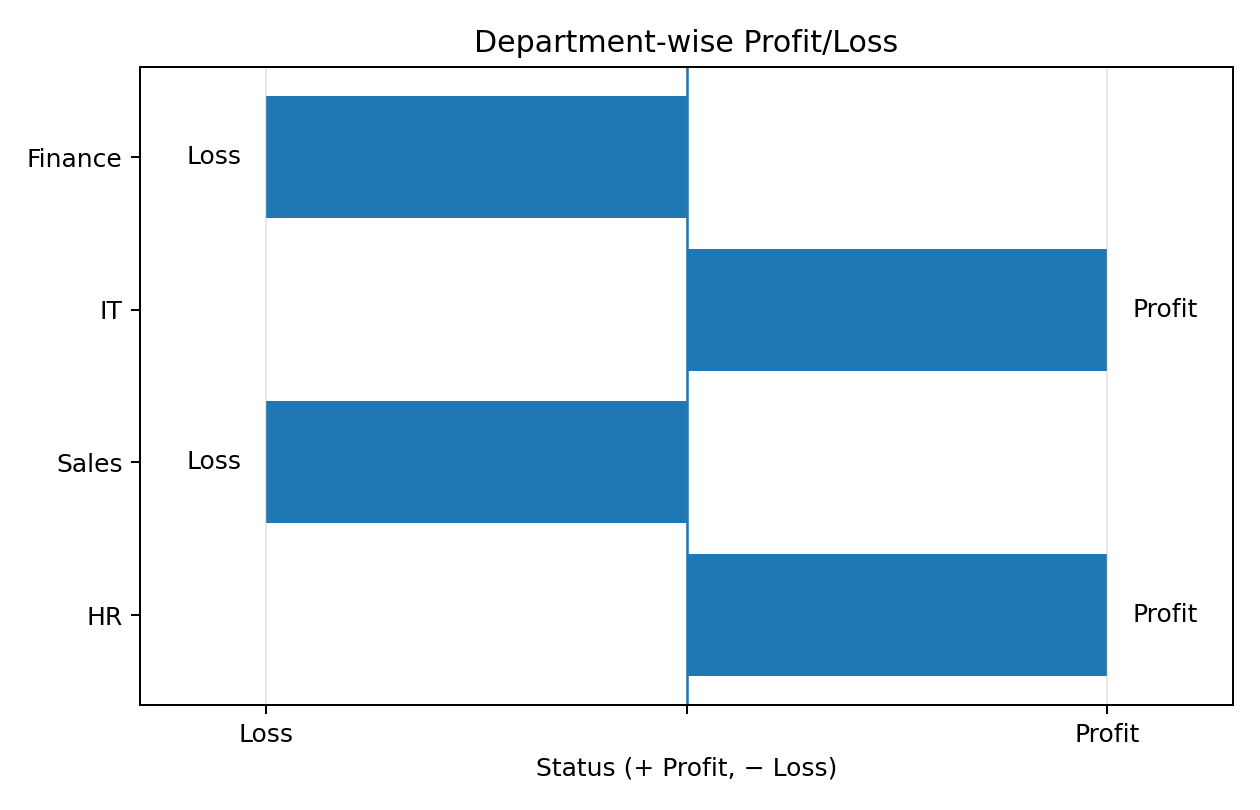 Department-wise Profit/Loss
Finance
Loss
IT
Profit
Sales
Loss
HR
Profit
Loss
Profit
Status (+ Profit, − Loss)